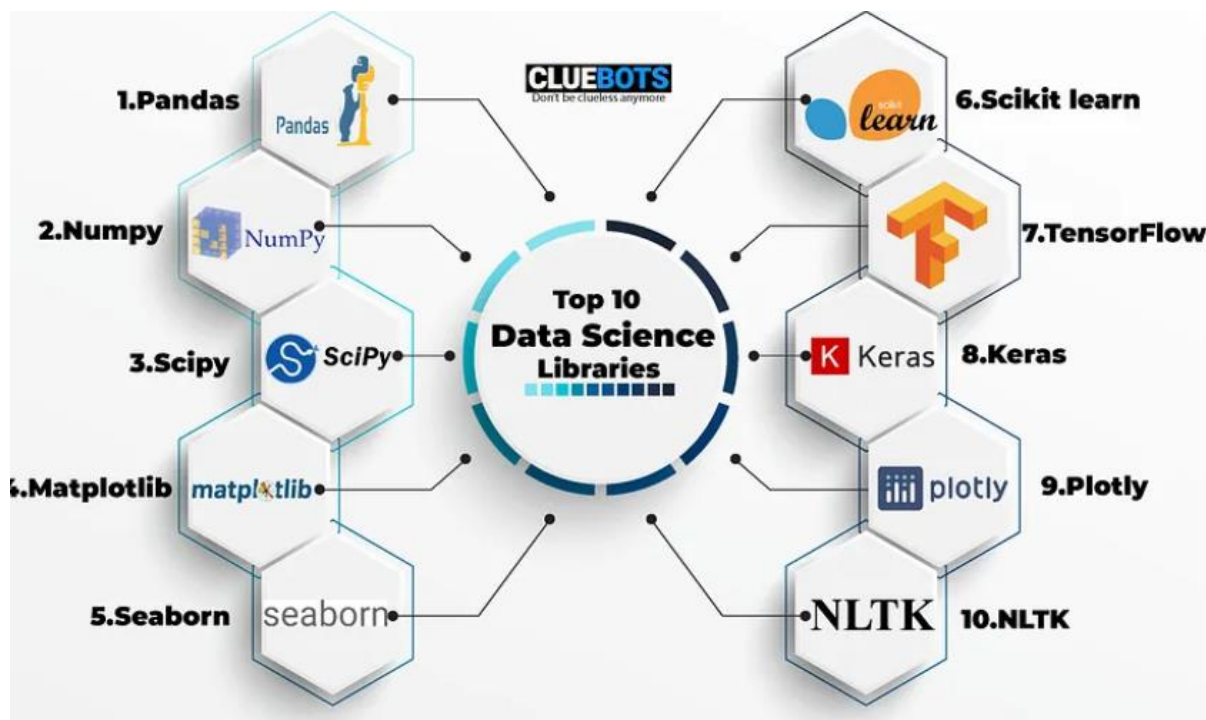 CLUEBOTS
Don't be clueless anymore
Top 10
Data Science
Libraries
1.Pandas
Pandas
2.Numpy
NumPy
3.Scipy
SciPy
4.Matplotlib
matplotlib
5.Seaborn
seaborn
6.Scikit learn
scikit
learn
7.TensorFlow
8.Keras
K Keras
9.Plotly
plotly
10.NLTK
NLTK